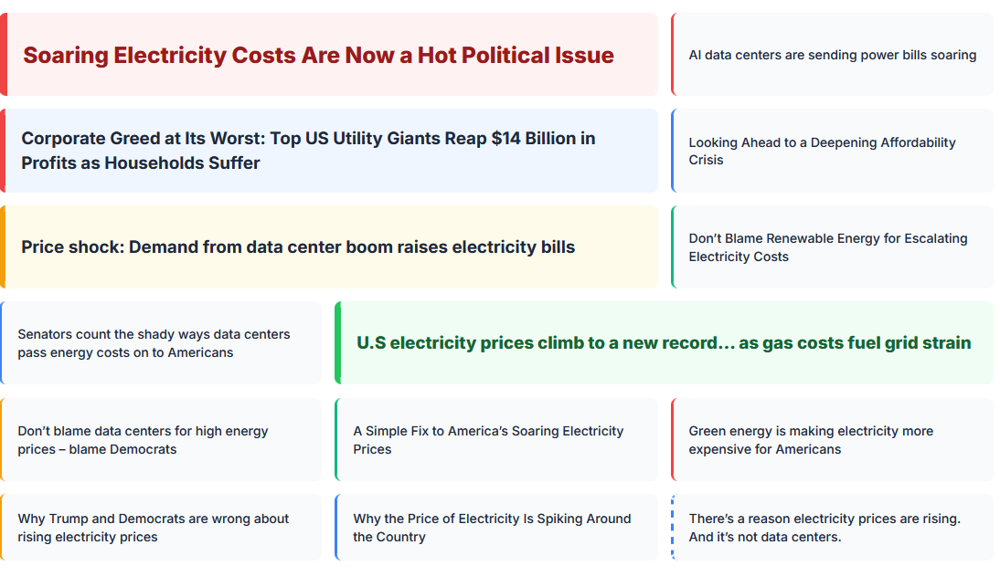 Soaring Electricity Costs Are Now a Hot Political Issue
AI data centers are sending power bills soaring
Corporate Greed at Its Worst: Top US Utility Giants Reap $14 Billion in
Profits as Households Suffer
Looking Ahead to a Deepening Affordability
Crisis
Price shock: Demand from data center boom raises electricity bills
Don’t Blame Renewable Energy for Escalating
Electricity Costs
Senators count the shady ways data centers
pass energy costs on to Americans
U.S electricity prices climb to a new record… as gas costs fuel grid strain
Don’t blame data centers for high energy
prices – blame Democrats
A Simple Fix to America’s Soaring Electricity
Prices
Green energy is making electricity more
expensive for Americans
Why Trump and Democrats are wrong about
rising electricity prices
Why the Price of Electricity Is Spiking Around
the Country
There’s a reason electricity prices are rising.
And it’s not data centers.